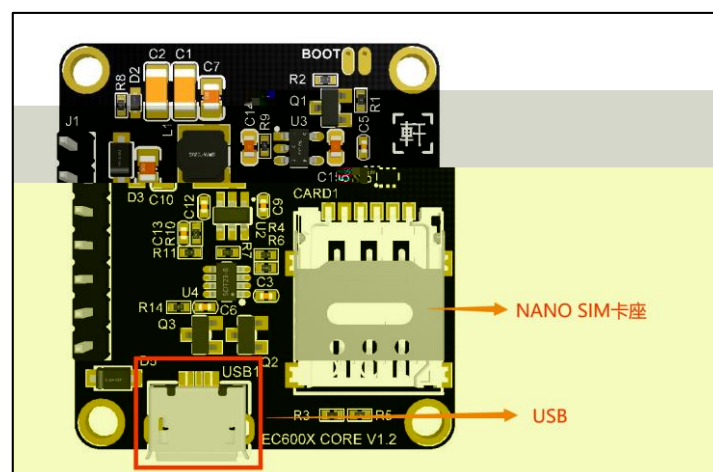 BOOT
C2 C1 C7
R8
D2
R2
Q1
R1
J1
L1
C14
R9
U3
C5
軒
D3
C10
CARD1
C12
C9
U2
C13
R10
R4
R6
R11
R7
U4
C3
R14
C6
Q3
Q2
NANO SIM卡座
USB1
R3
R5
USB
EC600X CORE V1.2